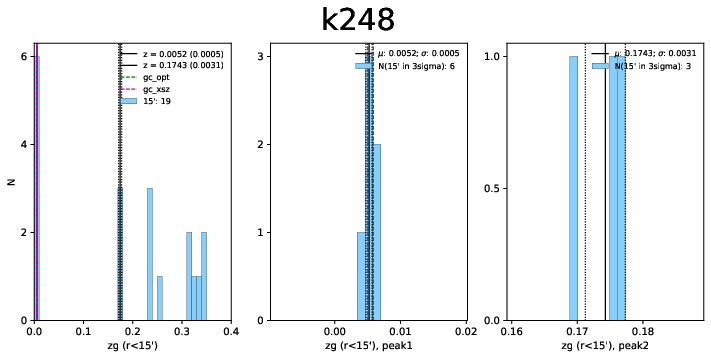 k248
z = 0.0052 (0.0005)
z = 0.1743 (0.0031)
gc_opt
gc_xsz
15': 19
6
4
2
0
N
0.0
0.1
0.2
0.3
0.4
zg (r<15')
μ: 0.0052; σ: 0.0005
N(15' in 3sigma): 6
3
2
1
0
0.00
0.01
0.02
zg (r<15'), peak1
μ: 0.1743; σ: 0.0031
N(15' in 3sigma): 3
1.0
0.5
0.0
0.16
0.17
0.18
zg (r<15'), peak2